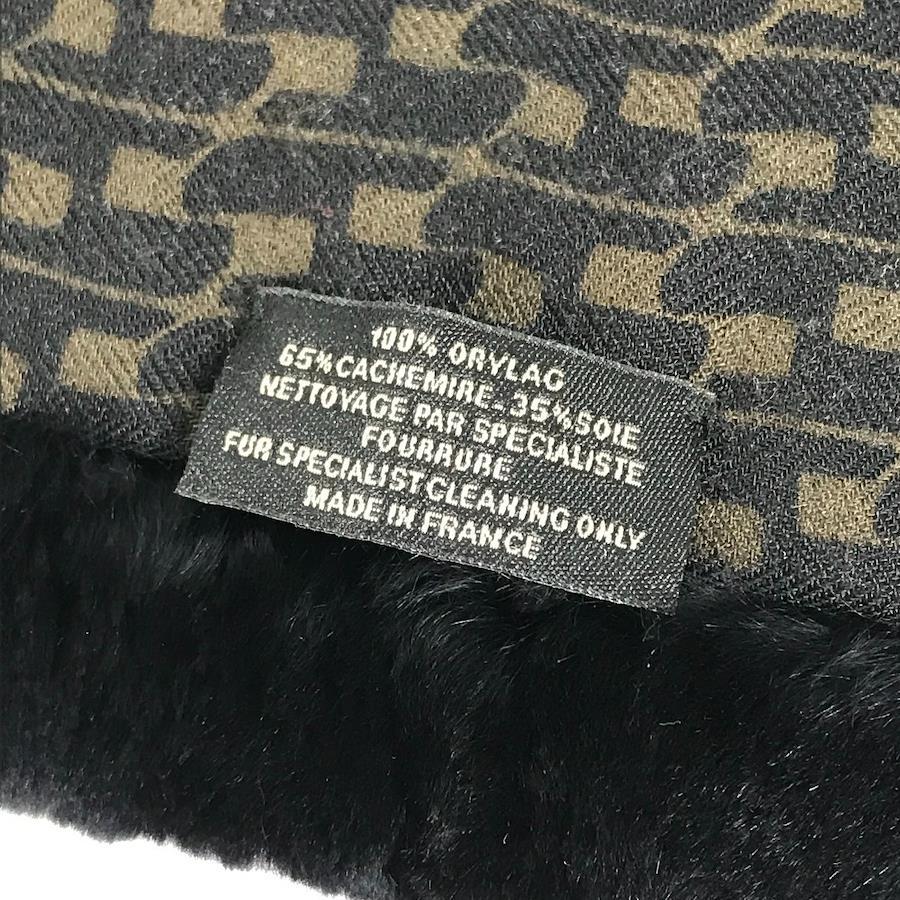 100% ORYLAG
65% CACHEMIRE - 35% SOIE
NETTOYAGE PAR SPECIALISTE
FOURRURE
FUR SPECIALIST CLEANING ONLY
MADE IN FRANCE